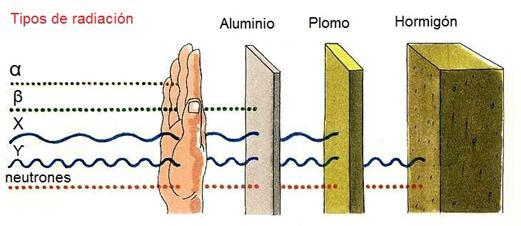 Tipos de radiación
Aluminio
Plomo
Hormigón
α
β
X
γ
neutrones